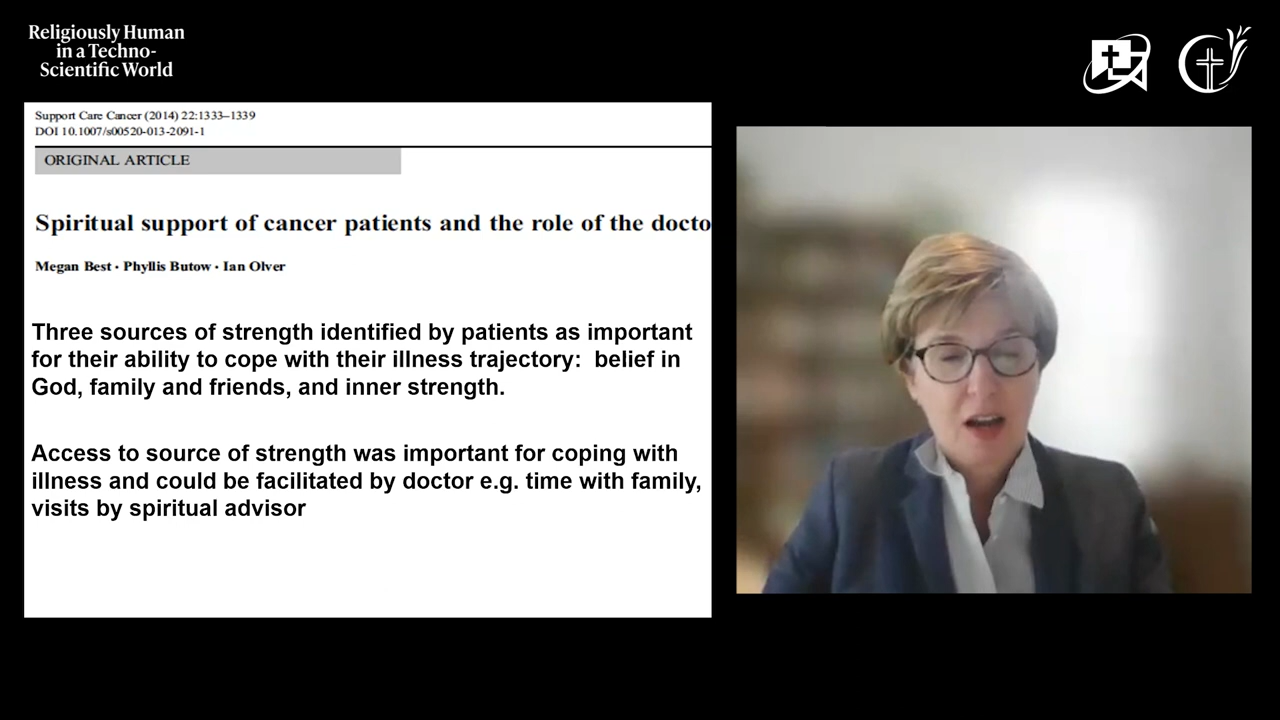 Religiously Human
in a Techno-
Scientific World
Support Care Cancer (2014) 22:1333–1339
DOI 10.1007/s00520-013-2091-1
ORIGINAL ARTICLE
Spiritual support of cancer patients and the role of the docto
Megan Best · Phyllis Butow · Ian Olver
Three sources of strength identified by patients as important
for their ability to cope with their illness trajectory:  belief in
God, family and friends, and inner strength.
Access to source of strength was important for coping with
illness and could be facilitated by doctor e.g. time with family,
visits by spiritual advisor